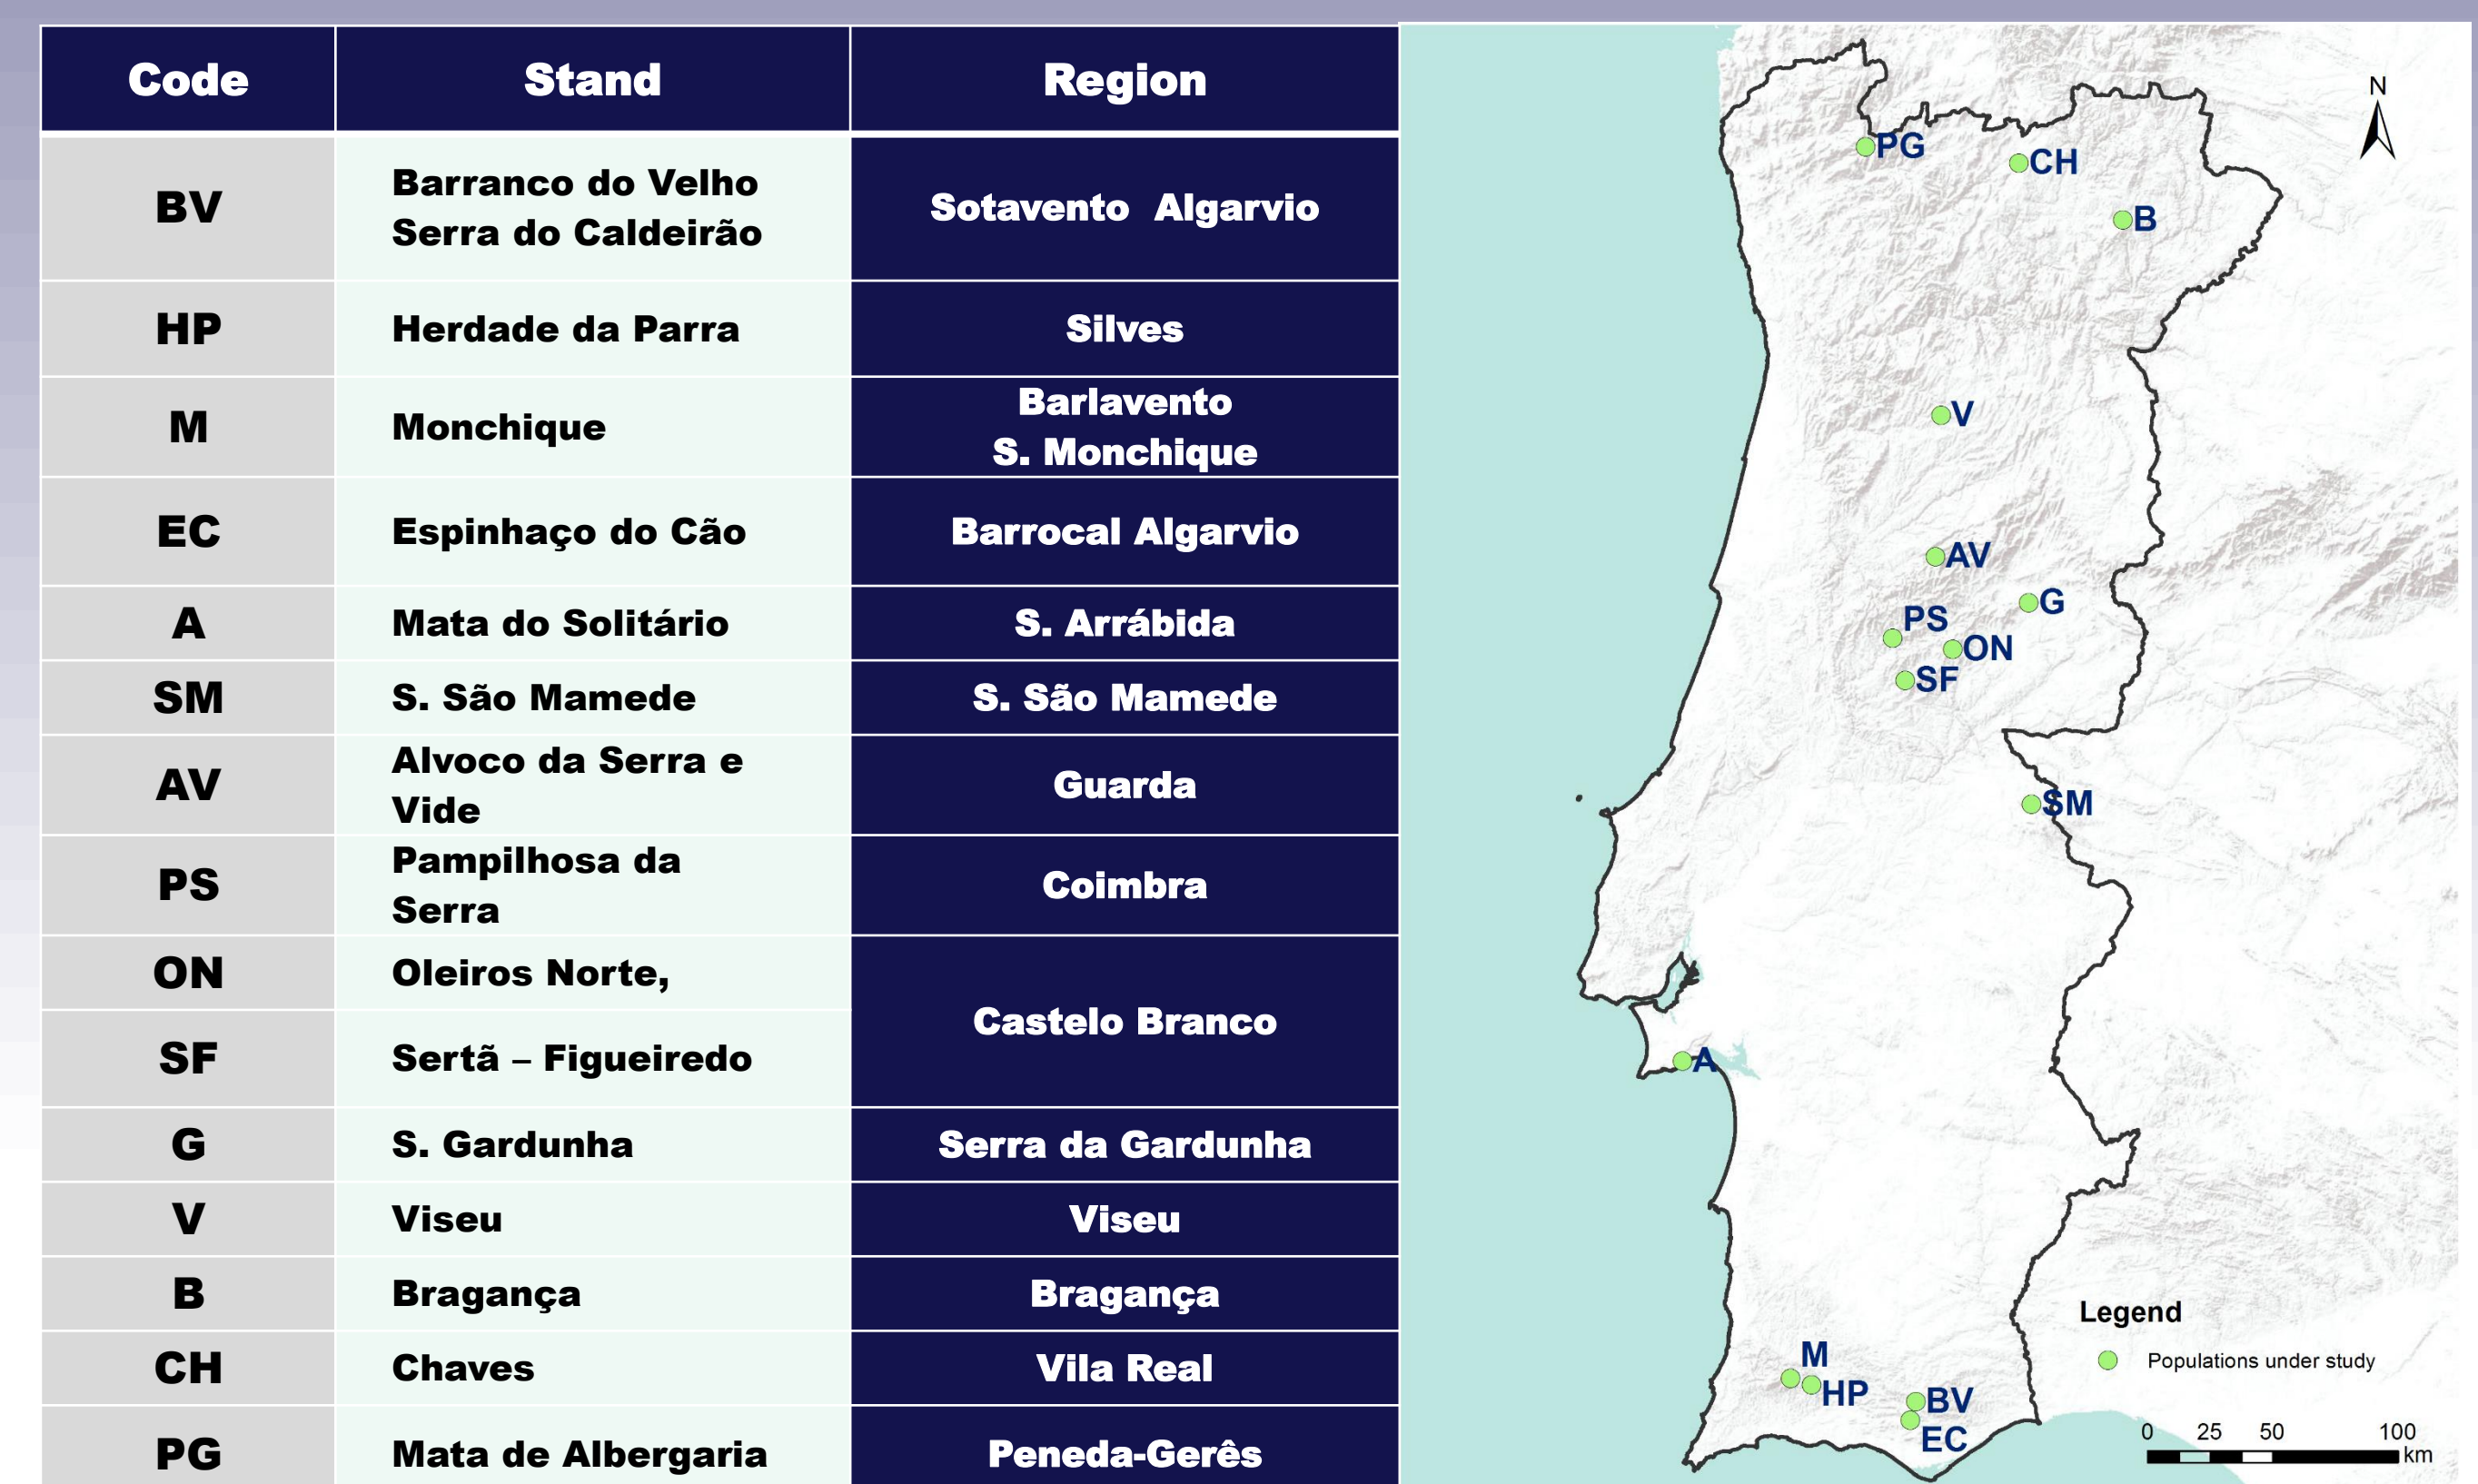 Code Stand Region
BV Barranco do Velho Sotavento Algarvio
Serra do Caldeirão
HP Herdade da Parra Silves
M Monchique Barlavento
S. Monchique
EC Espinhaço do Cão Barrocal Algarvio
A Mata do Solitário S. Arrábida
SM S. São Mamede S. São Mamede
AV Alvoco da Serra e Guarda
Vide
PS Pampilhosa da Coimbra
Serra
ON Oleiros Norte, Castelo Branco
SF Sertã – Figueiredo
G S. Gardunha Serra da Gardunha
V Viseu Viseu
B Bragança Bragança
CH Chaves Vila Real
PG Mata de Albergaria Peneda-Gerês
N
PG
CH
B
V
AV
G
PS
ON
SF
SM
A
M
HP
BV
EC
Legend
Populations under study
0 25 50 100
km